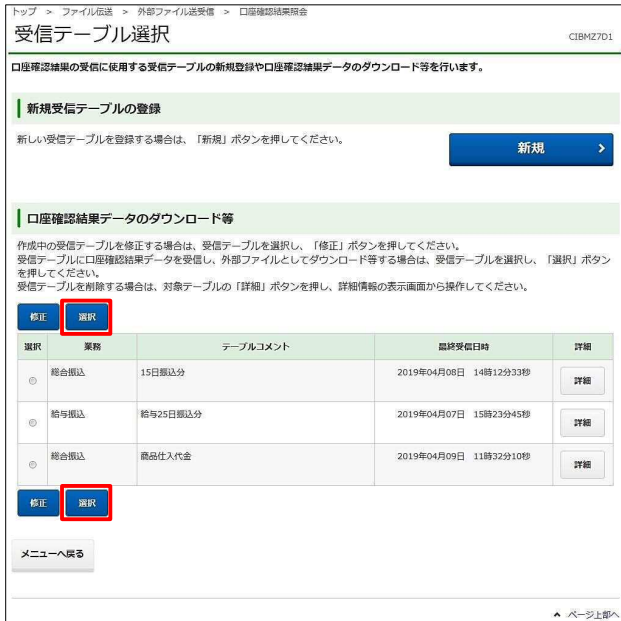 トップ > ファイル伝送 > 外部ファイル送受信 > 口座確認結果照会
受信テーブル選択
CIBMZ7D1
口座確認結果の受信に使用する受信テーブルの新規登録や口座確認結果データのダウンロード等を行います。
新規受信テーブルの登録
新しい受信テーブルを登録する場合は、「新規」ボタンを押してください。
新規
口座確認結果データのダウンロード等
作成中の受信テーブルを修正する場合は、受信テーブルを選択し、「修正」ボタンを押してください。
受信テーブルに口座確認結果データを受信し、外部ファイルとしてダウンロード等する場合は、受信テーブルを選択し、「選択」ボタン
を押してください。
受信テーブルを削除する場合は、対象テーブルの「詳細」ボタンを押し、詳細情報の表示画面から操作してください。
修正 選択
選択 業務 テーブルコメント 最終受信日時 詳細
総合振込 15日振込分 2019年04月08日 14時12分33秒 詳細
給与振込 給与25日振込分 2019年04月07日 15時23分45秒 詳細
総合振込 商品仕入代金 2019年04月09日 11時32分10秒 詳細
修正 選択
メニューへ戻る
ページ上部へ